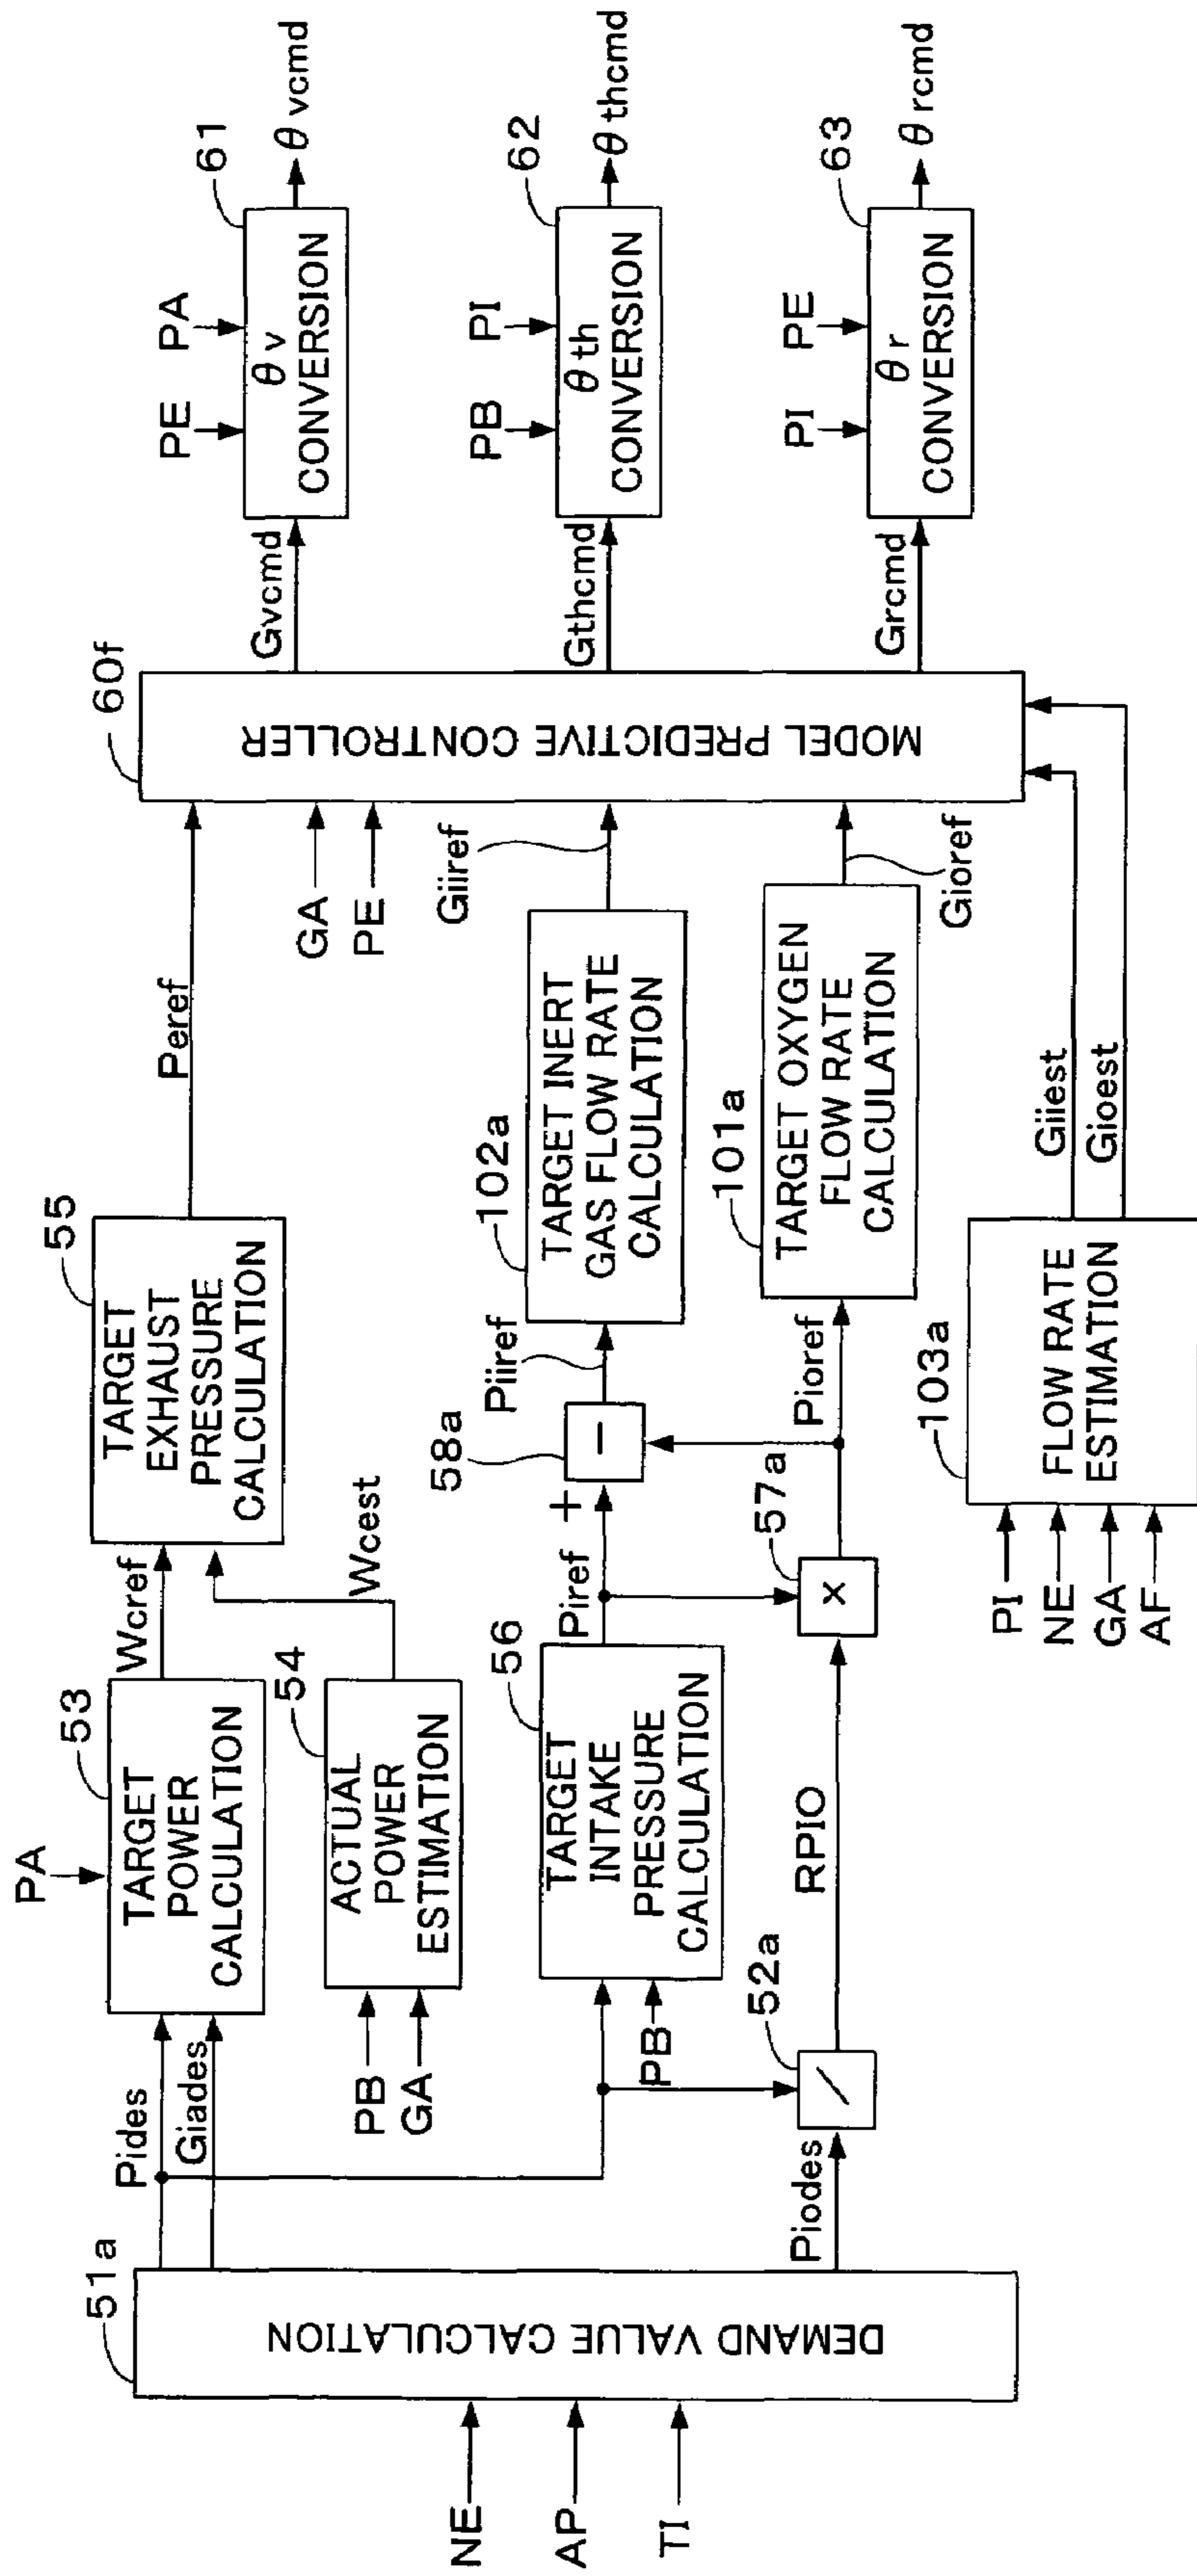 51a
DEMAND VALUE CALCULATION
NE
AP
TI
Pides
Giades
Piodes
PA
53
TARGET
POWER
CALCULATION
Wcref
PB
GA
54
ACTUAL
POWER
ESTIMATION
Wcest
55
TARGET
EXHAUST
PRESSURE
CALCULATION
Peref
PB
56
TARGET
INTAKE
PRESSURE
CALCULATION
Piref
52a
/
RPIO
57a
×
58a
+
−
Piiref
Pioref
102a
TARGET INERT
GAS FLOW RATE
CALCULATION
Giiref
101a
TARGET OXYGEN
FLOW RATE
CALCULATION
Gioref
PI
NE
GA
AF
103a
FLOW RATE
ESTIMATION
Giiest
Gioest
GA
PE
60f
MODEL PREDICTIVE CONTROLLER
Gvcmd
Gthcmd
Grcmd
PE
PA
61
θv
CONVERSION
θvcmd
PB
PI
62
θth
CONVERSION
θthcmd
PI
PE
63
θr
CONVERSION
θrcmd